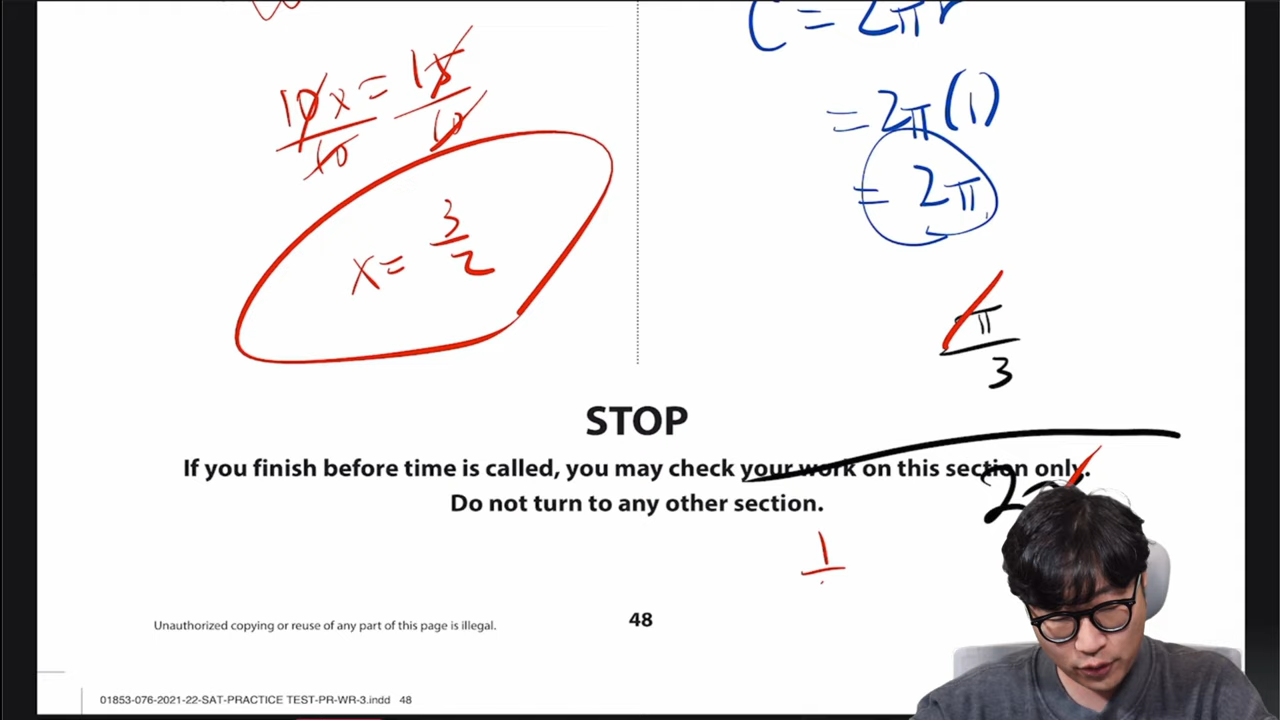 10x = 15
10 10
x = 3
2
C = 2πr
= 2π(1)
= 2π
π
3
2π
1
STOP
If you finish before time is called, you may check your work on this section only.
Do not turn to any other section.
48
Unauthorized copying or reuse of any part of this page is illegal.
01853-076-2021-22-SAT-PRACTICE TEST-PR-WR-3.indd 48